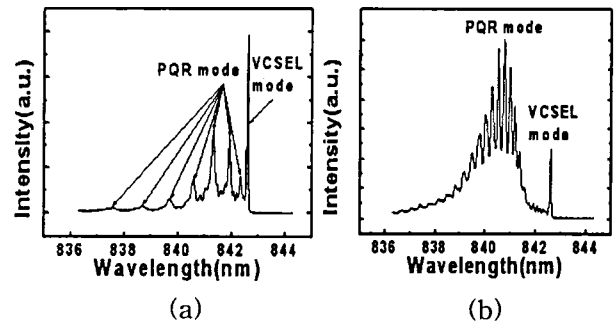 Intensity(a.u.)
PQR mode
VCSEL
mode
836 838 840 842 844
Wavelength(nm)
(a)
Intensity(a.u.)
PQR mode
VCSEL
mode
836 838 840 842 844
Wavelength(nm)
(b)